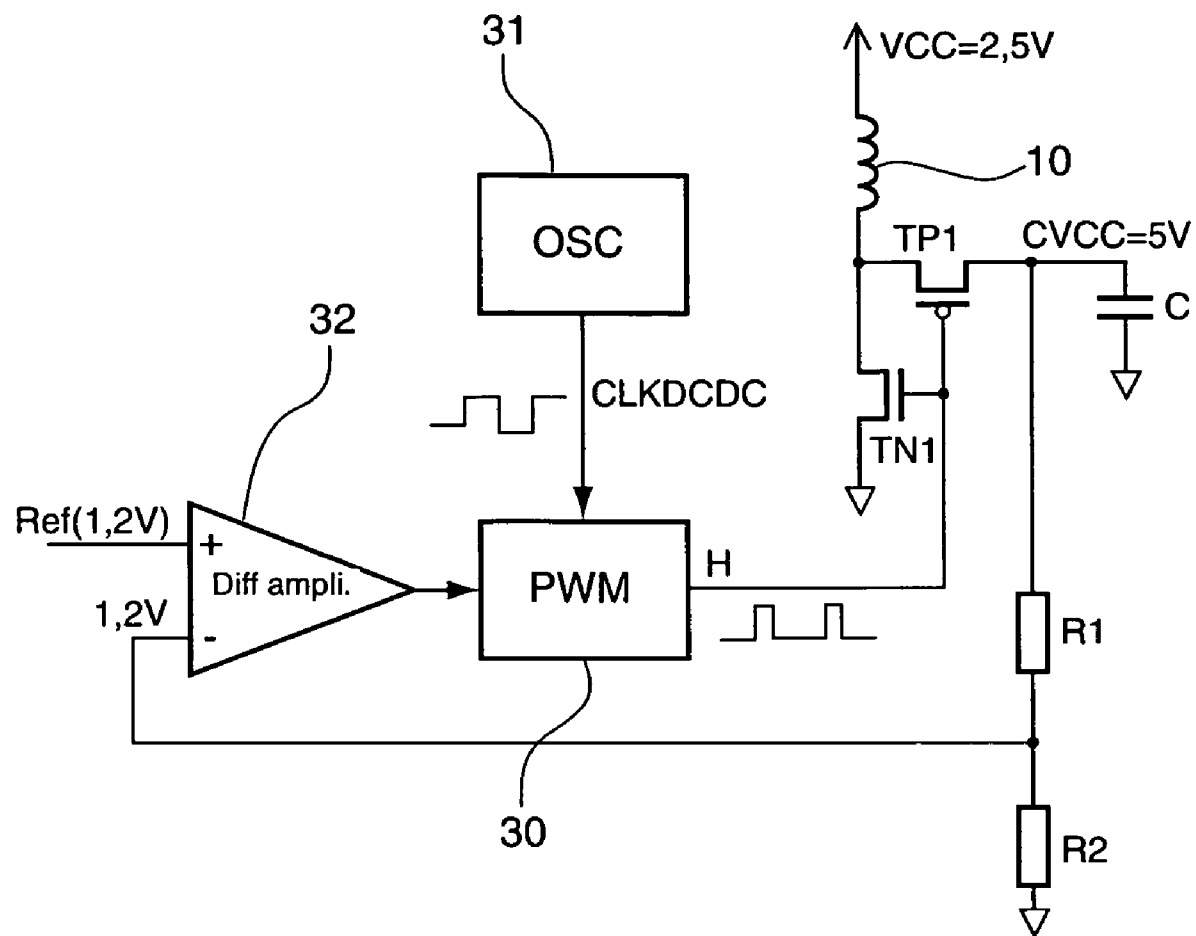 31
VCC=2,5V
10
OSC
TP1
CVCC=5V
C
32
CLKDCDC
TN1
Ref(1,2V)
+
Diff ampli.
PWM
H
1,2V
-
R1
30
R2